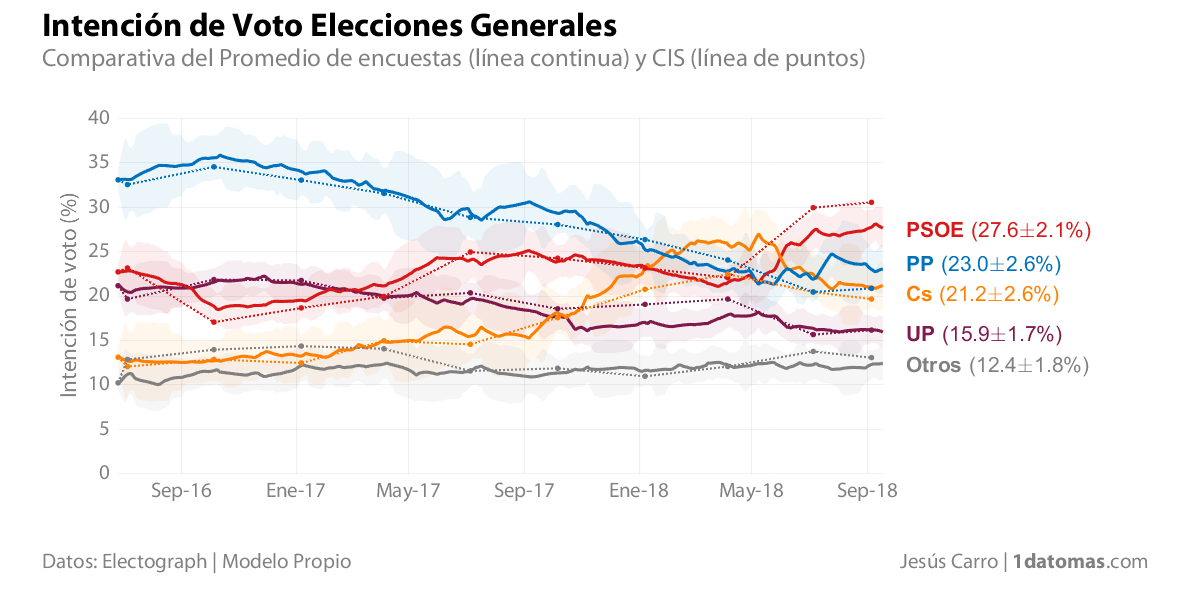 Intención de Voto Elecciones Generales
Comparativa del Promedio de encuestas (línea continua) y CIS (línea de puntos)
Intención de voto (%)
40
35
30
25
20
15
10
5
0
Sep-16 Ene-17 May-17 Sep-17 Ene-18 May-18 Sep-18
PSOE (27.6±2.1%)
PP (23.0±2.6%)
Cs (21.2±2.6%)
UP (15.9±1.7%)
Otros (12.4±1.8%)
Datos: Electograph | Modelo Propio
Jesús Carro | 1datomas.com